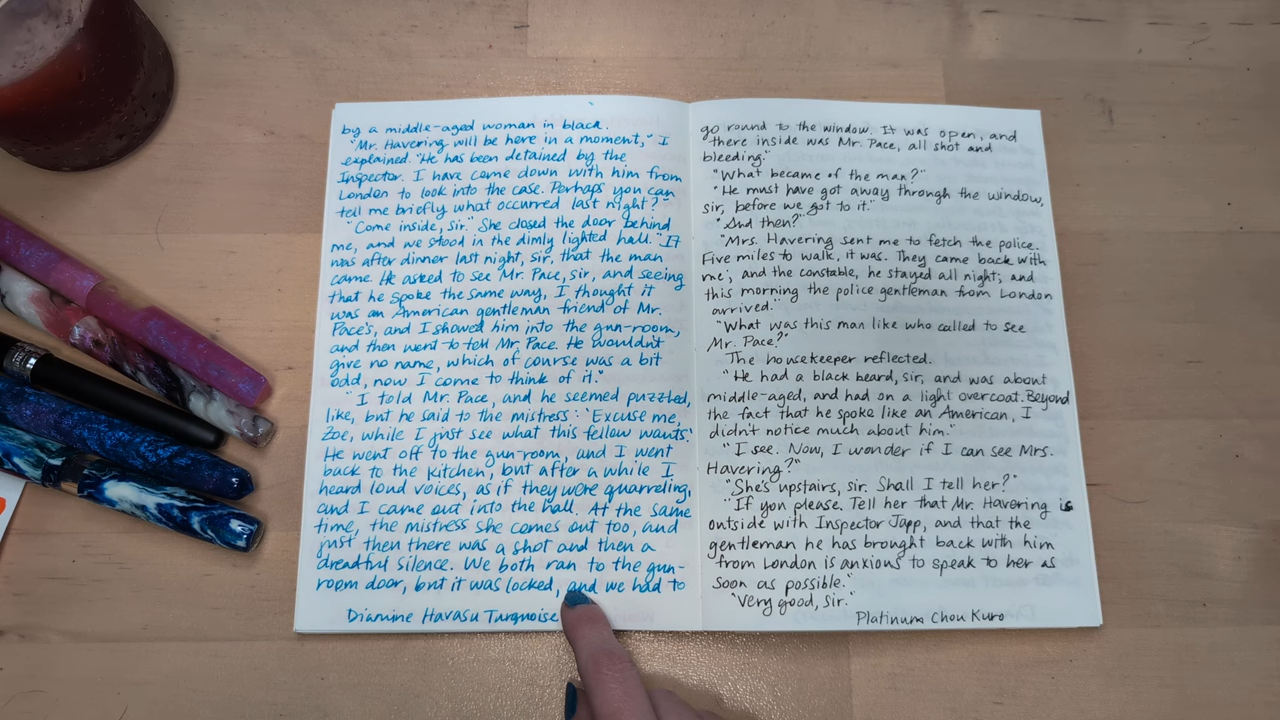 by a middle-aged woman in black.
"Mr. Havering will be here in a moment," I
explained. "He has been detained by the
Inspector. I have come down with him from
London to look into the case. Perhaps you can
tell me briefly what occurred last night?"
"Come inside, sir." She closed the door behind
me, and we stood in the dimly lighted hall. "It
was after dinner last night, sir, that the man
came. He asked to see Mr. Pace, sir, and seeing
that he spoke the same way, I thought it
was an American gentleman friend of Mr.
Pace's, and I showed him into the gun-room,
and then went to tell Mr. Pace. He wouldn't
give no name, which of course was a bit
odd, now I come to think of it."
"I told Mr. Pace, and he seemed puzzled,
like, but he said to the mistress: 'Excuse me,
Zoe, while I just see what this fellow wants.'
He went off to the gun-room, and I went
back to the kitchen, but after a while I
heard loud voices, as if they were quarreling,
and I came out into the hall. At the same
time, the mistress she comes out too, and
just then there was a shot and then a
dreadful silence. We both ran to the gun-
room door, but it was locked, and we had to
Diamine Havasu Turquoise
go round to the window. It was open, and
there inside was Mr. Pace, all shot and
bleeding."
"What became of the man?"
"He must have got away through the window,
sir, before we got to it."
"And then?"
"Mrs. Havering sent me to fetch the police.
Five miles to walk, it was. They came back with
me, and the constable, he stayed all night; and
this morning the police gentleman from London
arrived."
"What was this man like who called to see
Mr. Pace?"
The housekeeper reflected.
"He had a black beard, sir, and was about
middle-aged, and had on a light overcoat. Beyond
the fact that he spoke like an American, I
didn't notice much about him."
"I see. Now, I wonder if I can see Mrs.
Havering?"
"She's upstairs, sir. Shall I tell her?"
"If you please. Tell her that Mr. Havering is
outside with Inspector Japp, and that the
gentleman he has brought back with him
from London is anxious to speak to her as
soon as possible."
"Very good, sir."
Platinum Chou Kuro